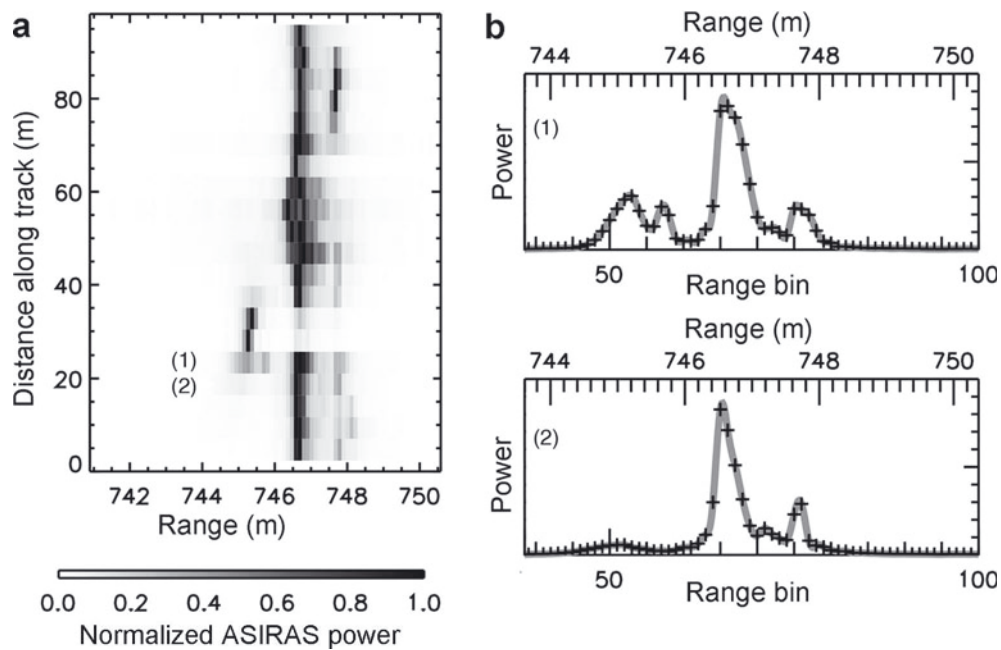 a
Distance along track (m)
80
60
40
20
0
(1)
(2)
742 744 746 748 750
Range (m)
0.0 0.2 0.4 0.6 0.8 1.0
Normalized ASIRAS power
b
Range (m)
744 746 748 750
(1)
Power
50 100
Range bin
Range (m)
744 746 748 750
(2)
Power
50 100
Range bin